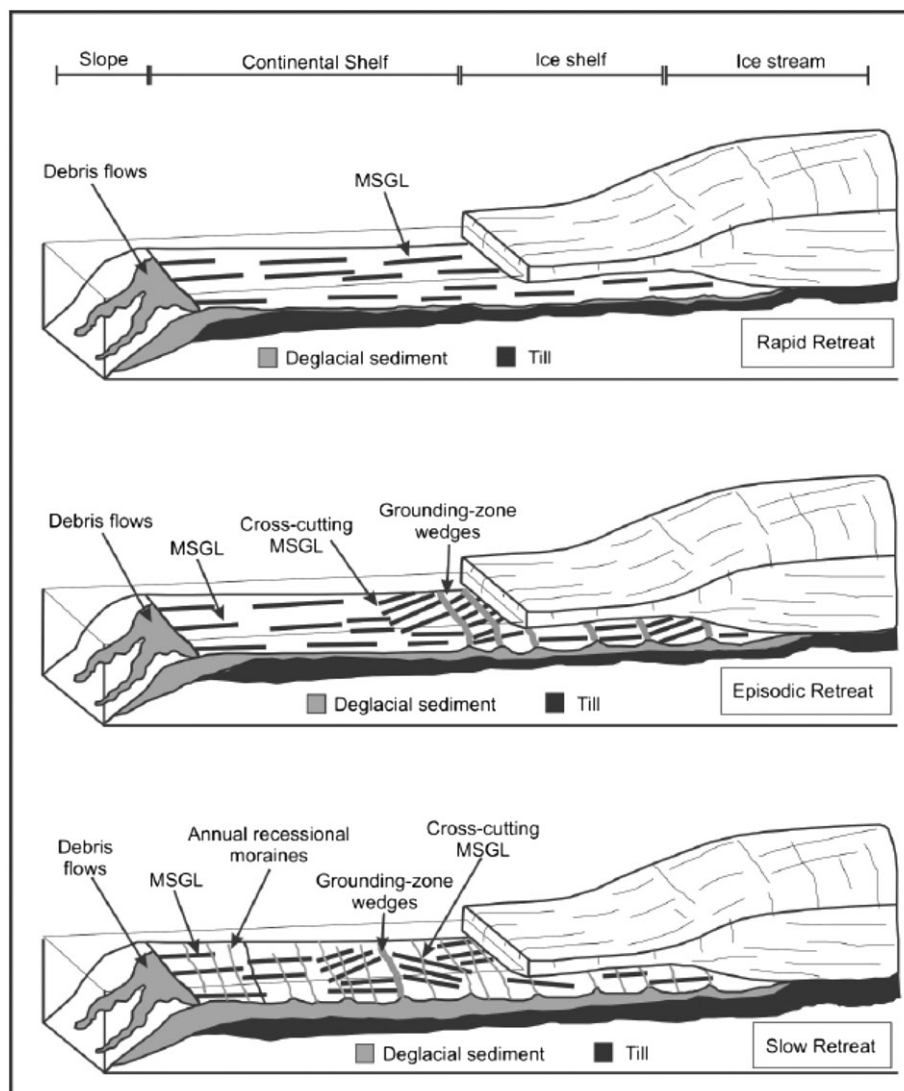 Slope
Continental Shelf
Ice shelf
Ice stream
Debris flows
MSGL
Deglacial sediment
Till
Rapid Retreat
Debris flows
MSGL
Cross-cutting
MSGL
Grounding-zone
wedges
Deglacial sediment
Till
Episodic Retreat
Debris
flows
MSGL
Annual recessional
moraines
Grounding-zone
wedges
Cross-cutting
MSGL
Deglacial sediment
Till
Slow Retreat